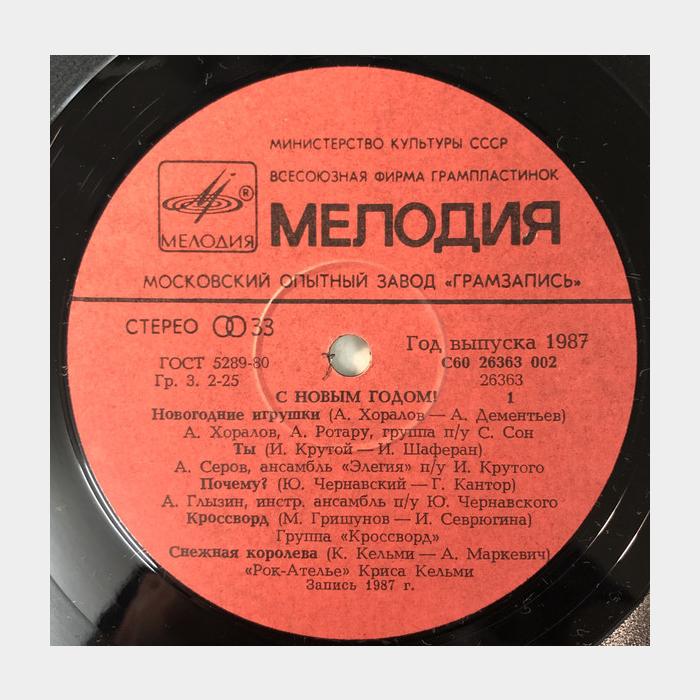 МИНИСТЕРСТВО КУЛЬТУРЫ СССР
ВСЕСОЮЗНАЯ ФИРМА ГРАМПЛАСТИНОК
®
МЕЛОДИЯ
МЕЛОДИЯ
МОСКОВСКИЙ ОПЫТНЫЙ ЗАВОД «ГРАМЗАПИСЬ»
СТЕРЕО 33
Год выпуска 1987
ГОСТ 5289-80
С60 26363 002
Гр. 3. 2-25
26363
С НОВЫМ ГОДОМ! 1
Новогодние игрушки (А. Хоралов — А. Дементьев)
А. Хоралов, А. Ротару, группа п/у С. Сон
Ты (И. Крутой — И. Шаферан)
А. Серов, ансамбль «Элегия» п/у И. Крутого
Почему? (Ю. Чернавский — Г. Кантор)
А. Глызин, инстр. ансамбль п/у Ю. Чернавского
Кроссворд (М. Гришунов — И. Севрюгина)
Группа «Кроссворд»
Снежная королева (К. Кельми — А. Маркевич)
«Рок-Ателье» Криса Кельми
Запись 1987 г.